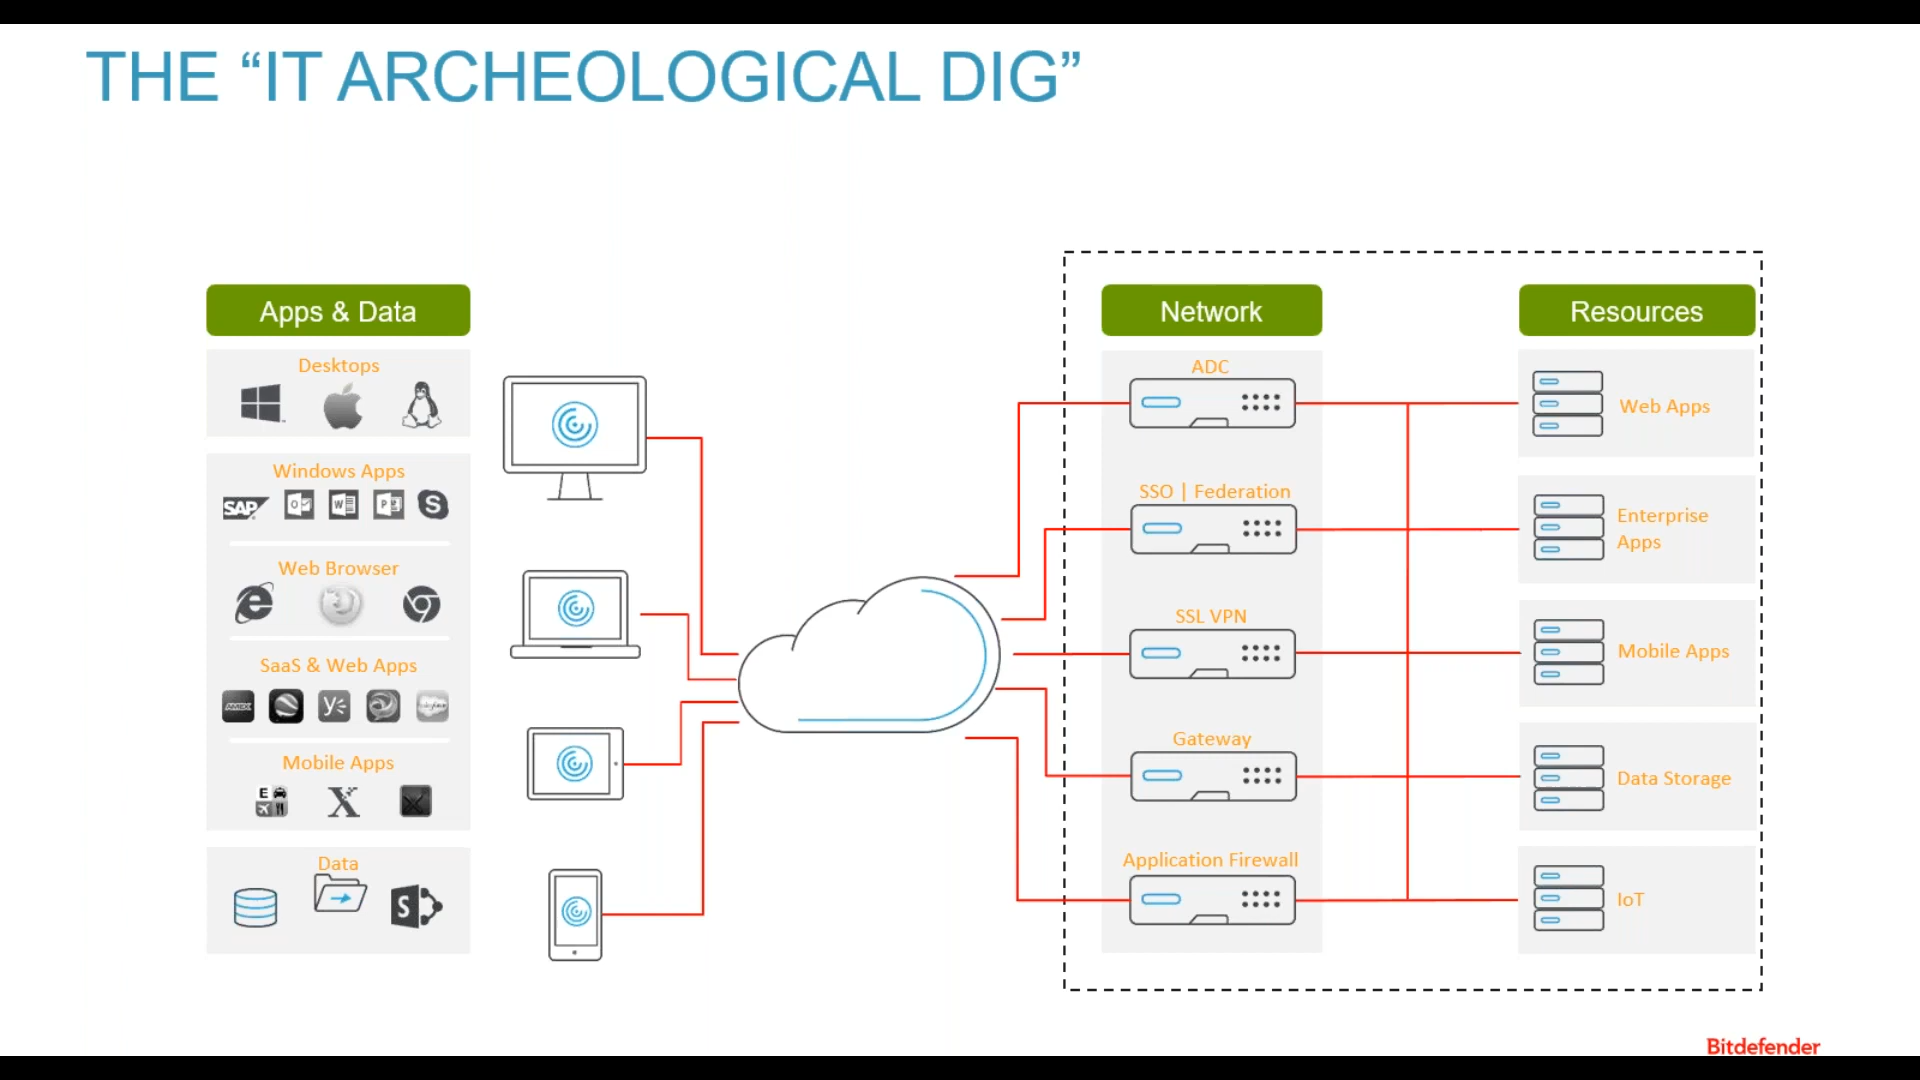 THE “IT ARCHEOLOGICAL DIG”
Apps & Data
Desktops
Windows Apps
SAP
W
S
Web Browser
SaaS & Web Apps
Mobile Apps
E
X
Data
S
Network
ADC
SSO | Federation
SSL VPN
Gateway
Application Firewall
Resources
Web Apps
Enterprise
Apps
Mobile Apps
Data Storage
IoT
Bitdefender